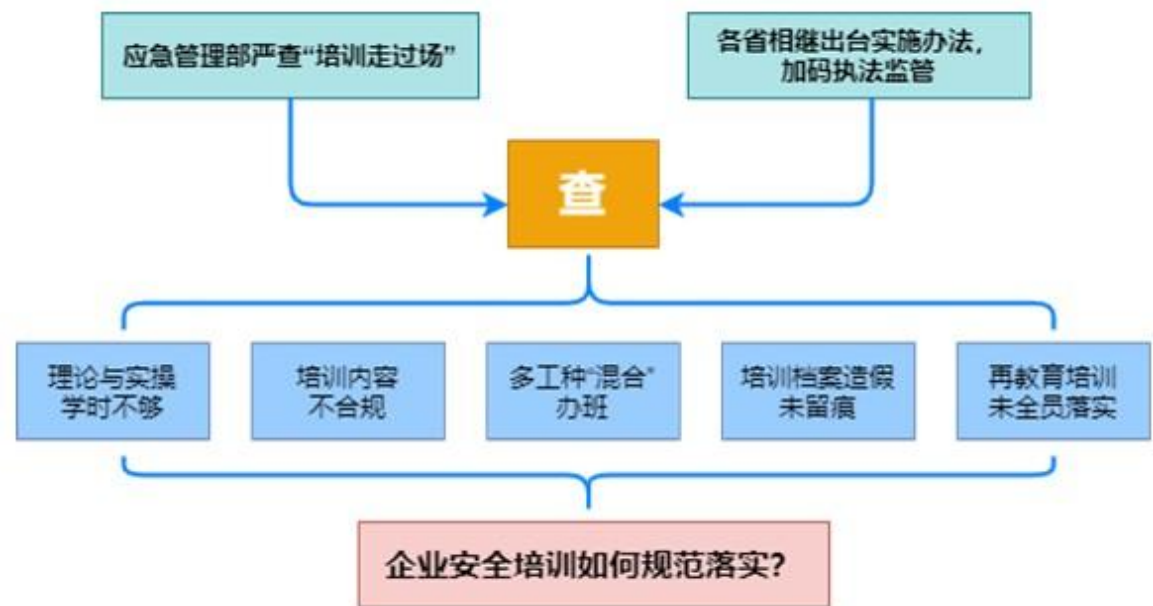 应急管理部严查“培训走过场”
各省相继出台实施办法，
加码执法监管
查
理论与实操
学时不够
培训内容
不合规
多工种“混合”
办班
培训档案造假
未留痕
再教育培训
未全员落实
企业安全培训如何规范落实？